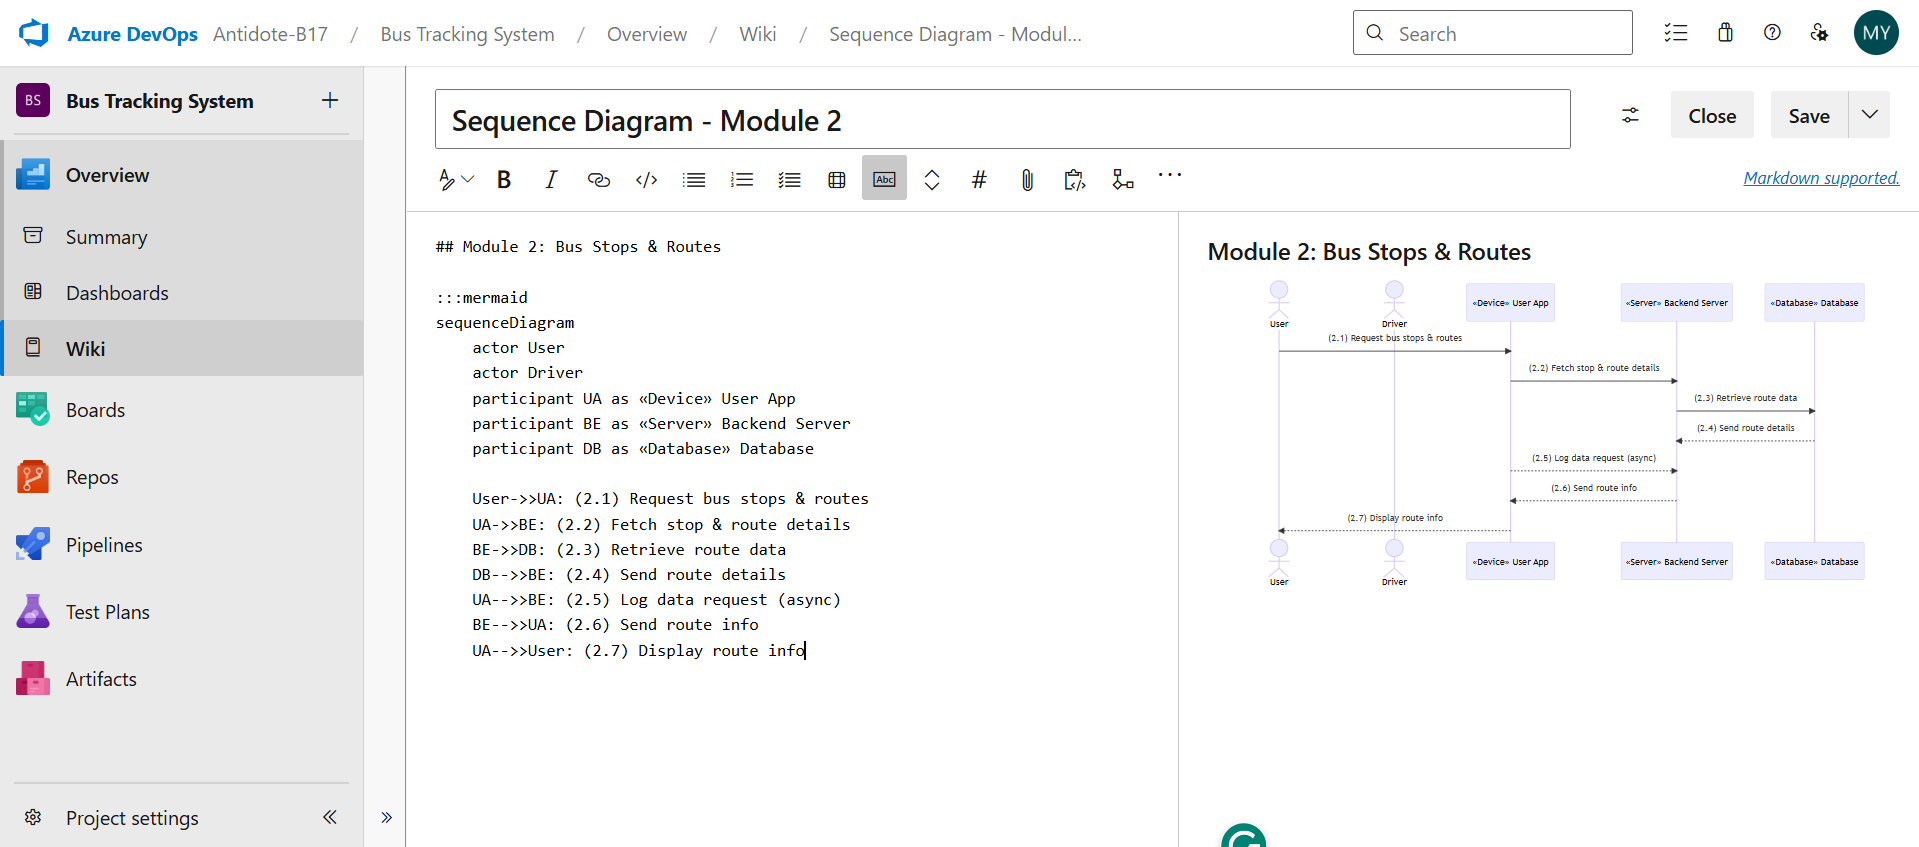 Azure DevOps Antidote-B17 / Bus Tracking System / Overview / Wiki / Sequence Diagram - Modul...
Search
MY
BS Bus Tracking System
Overview
Summary
Dashboards
Wiki
Boards
Repos
Pipelines
Test Plans
Artifacts
Project settings
Sequence Diagram - Module 2
Close
Save
B I </> Abc #
Markdown supported.
## Module 2: Bus Stops & Routes
:::mermaid
sequenceDiagram
actor User
actor Driver
participant UA as «Device» User App
participant BE as «Server» Backend Server
participant DB as «Database» Database
User->>UA: (2.1) Request bus stops & routes
UA->>BE: (2.2) Fetch stop & route details
BE->>DB: (2.3) Retrieve route data
DB-->>BE: (2.4) Send route details
UA-->>BE: (2.5) Log data request (async)
BE-->>UA: (2.6) Send route info
UA-->>User: (2.7) Display route info
Module 2: Bus Stops & Routes
User Driver «Device» User App «Server» Backend Server «Database» Database
(2.1) Request bus stops & routes
(2.2) Fetch stop & route details
(2.3) Retrieve route data
(2.4) Send route details
(2.5) Log data request (async)
(2.6) Send route info
(2.7) Display route info
User Driver «Device» User App «Server» Backend Server «Database» Database